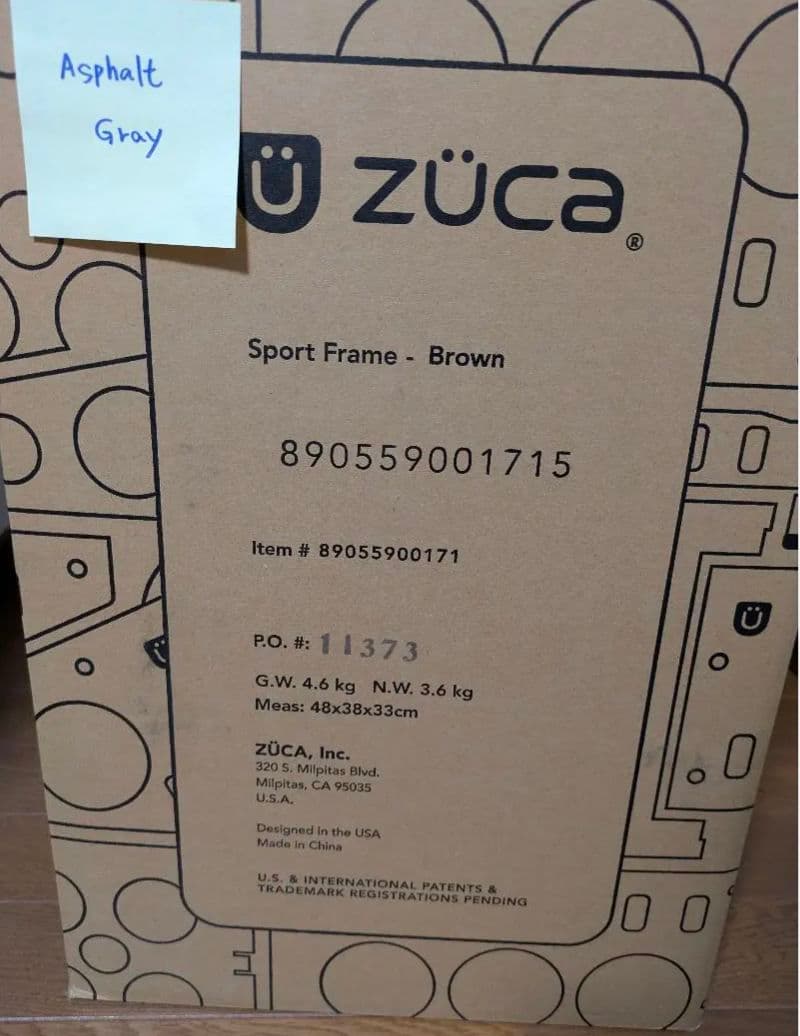 Asphalt
Gray
Ü ZÜCA®
Sport Frame - Brown
890559001715
Item # 89055900171
P.O. #: 11373
G.W. 4.6 kg N.W. 3.6 kg
Meas: 48x38x33cm
ZÜCA, Inc.
320 S. Milpitas Blvd.
Milpitas, CA 95035
U.S.A.
Designed in the USA
Made in China
U.S. & INTERNATIONAL PATENTS &
TRADEMARK REGISTRATIONS PENDING